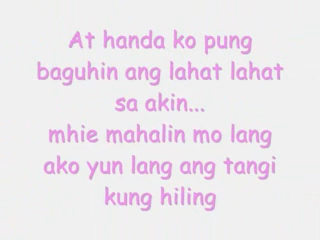 At handa ko pung
baguhin ang lahat lahat
sa akin...
mhie mahalin mo lang
ako yun lang ang tangi
kung hiling